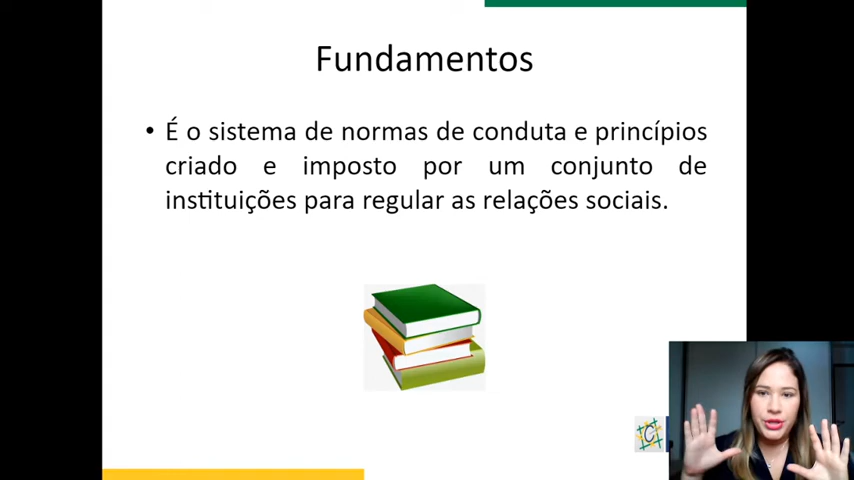 Fundamentos
• É o sistema de normas de conduta e princípios
criado e imposto por um conjunto de
instituições para regular as relações sociais.
C